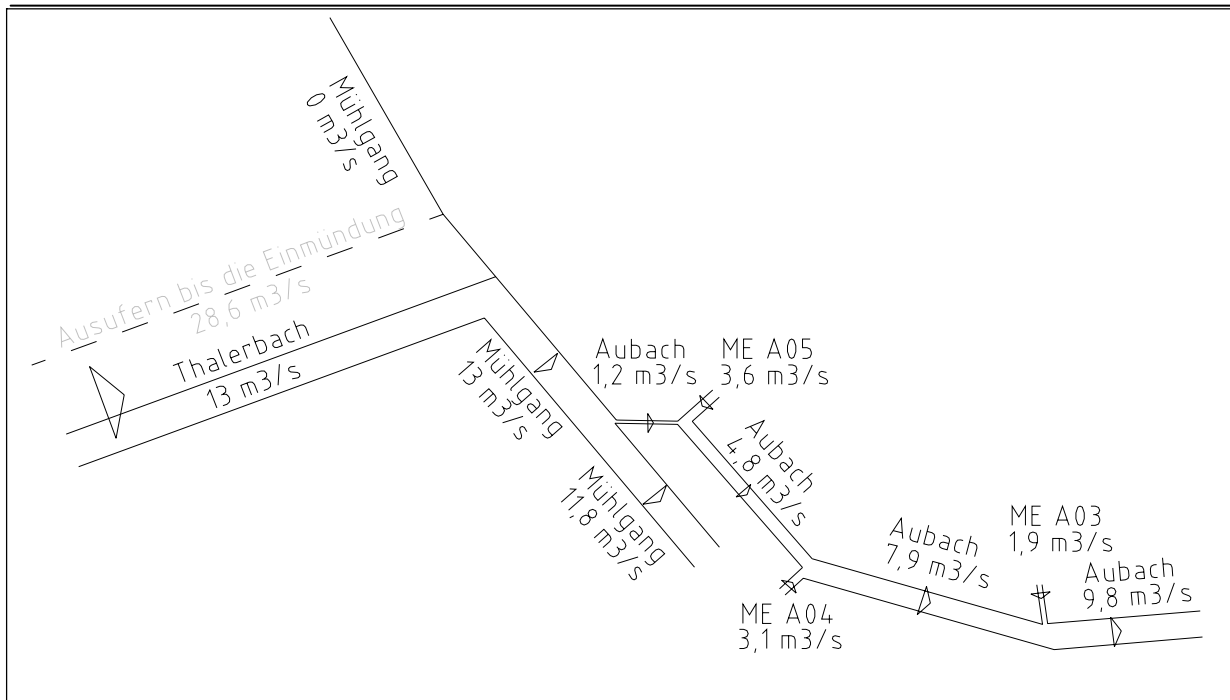 Mühlgang
0 m3/s
Ausufern bis die Einmündung
28,6 m3/s
Thalerbach
13 m3/s
Mühlgang
13 m3/s
Aubach
1,2 m3/s
ME A05
3,6 m3/s
Aubach
4,8 m3/s
Mühlgang
11,8 m3/s
ME A04
3,1 m3/s
Aubach
7,9 m3/s
ME A03
1,9 m3/s
Aubach
9,8 m3/s